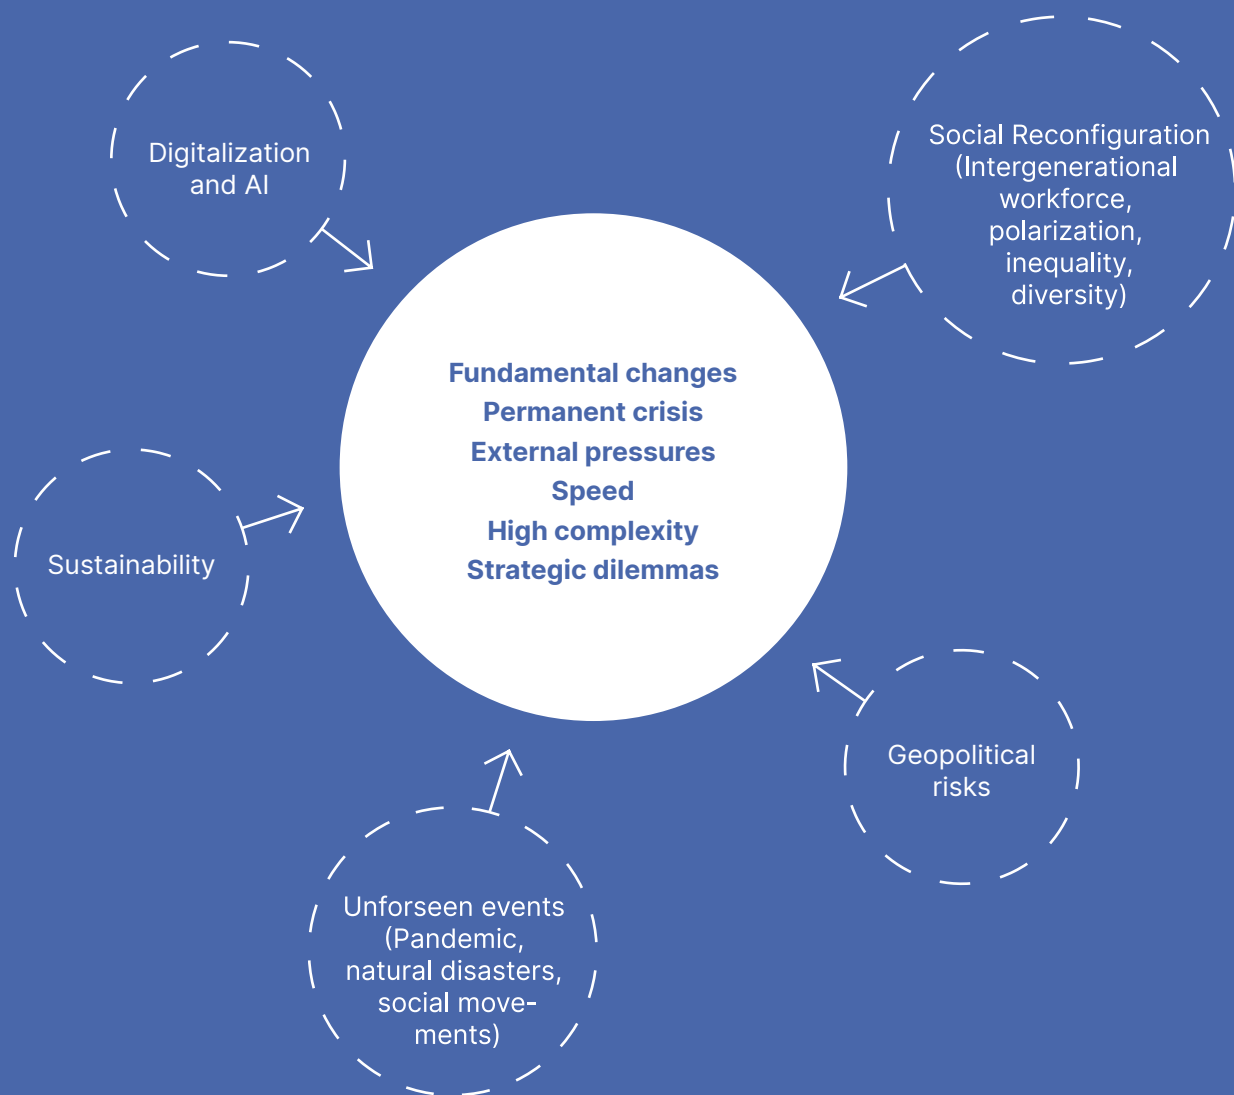 Digitalization
and AI
Social Reconfiguration
(Intergenerational
workforce,
polarization,
inequality,
diversity)
Fundamental changes
Permanent crisis
External pressures
Speed
High complexity
Strategic dilemmas
Sustainability
Geopolitical
risks
Unforseen events
(Pandemic,
natural disasters,
social move-
ments)